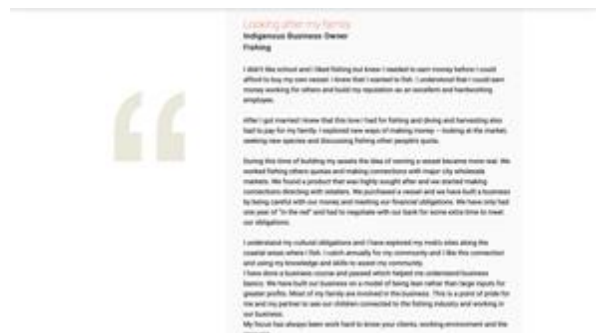 Looking after my family
Indigenous Business Owner
Fishing
I didn't like school and I liked fishing but knew I needed to earn money before I could
afford to buy my own vessel. I knew that I wanted to fish. I understood that I could earn
money working for others and build my reputation as an excellent and hardworking
employee.
After I got married I knew that this love I had for fishing and diving and harvesting also
had to pay for my family. I explored new ways of making money – looking at the market,
seeking new species and discussing fishing other people's quota.
During this time of building my assets the idea of owning a vessel became more real. We
worked fishing others quotas and making connections with major city wholesale
markets. We found a product that was highly sought after and we started making
connections directing with retailers. We purchased a vessel and we have built a business
by being careful with our money and meeting our financial obligations. We have only had
one year of "in the red" and had to negotiate with our bank for some extra time to meet
our obligations.
I understand my cultural obligations and I have explored my mob's sites along the
coastal areas where I fish. I catch annually for my community and I like this connection
and using my knowledge and skills to assist my community.
I have done a business course and passed which helped me understand business
basics. We have built our business on a model of being lean rather than large inputs for
greater profits. Most of my family are involved in the business. This is a point of pride for
me and my partner to see our children connected to the fishing industry and working in
our business.
My focus has always been work hard to know your clients, working environment and the